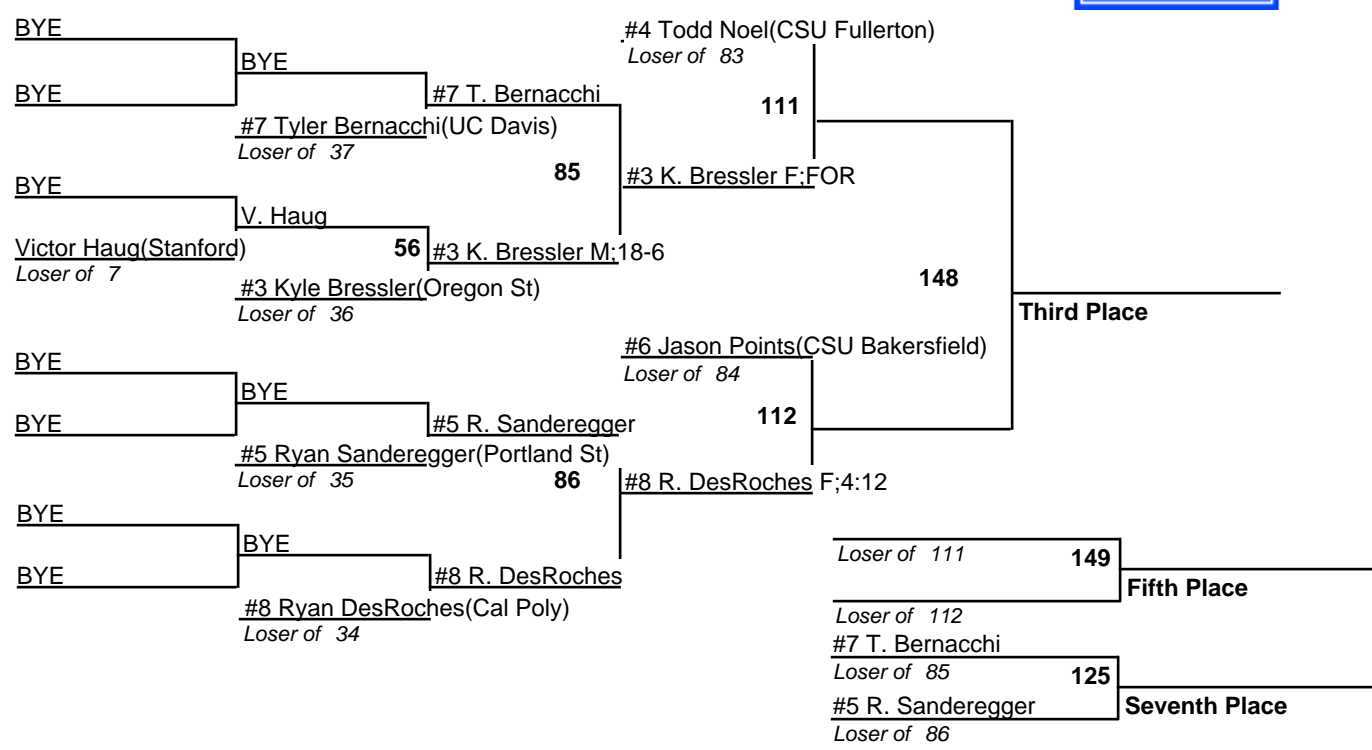 BYE
#4 Todd Noel(CSU Fullerton)
Loser of 83
BYE
BYE
#7 T. Bernacchi
111
#7 Tyler Bernacchi(UC Davis)
Loser of 37
85
#3 K. Bressler F;FOR
BYE
V. Haug
Victor Haug(Stanford)
56
#3 K. Bressler M;18-6
Loser of 7
148
#3 Kyle Bressler(Oregon St)
Loser of 36
Third Place
#6 Jason Points(CSU Bakersfield)
BYE
Loser of 84
BYE
112
BYE
#5 R. Sanderegger
#5 Ryan Sanderegger(Portland St)
Loser of 35
86
#8 R. DesRoches F;4:12
BYE
BYE
Loser of 111
149
BYE
#8 R. DesRoches
Fifth Place
#8 Ryan DesRoches(Cal Poly)
Loser of 112
Loser of 34
#7 T. Bernacchi
Loser of 85
125
#5 R. Sanderegger
Seventh Place
Loser of 86